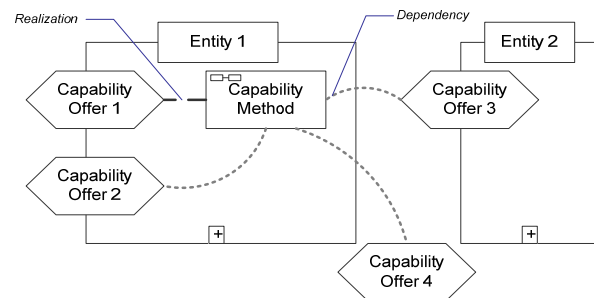 Realization
Dependency
Entity 1
Entity 2
Capability
Offer 1
Capability
Method
Capability
Offer 3
Capability
Offer 2
+
+
Capability
Offer 4